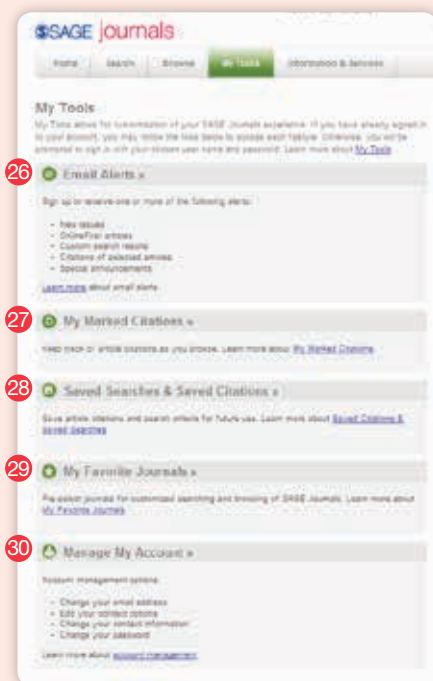 SAGE journals
Home Search Browse My Tools Information & Services
My Tools
My Tools allows for customization of your SAGE Journals experience. If you have already signed in
to your account, you may follow the links below to access each feature. Otherwise, you will be
prompted to sign in with your chosen user name and password. Learn more about My Tools
26 Email Alerts »
Sign up to receive one or more of the following alerts:
New issues
OnlineFirst articles
Custom search results
Citations of selected articles
Special announcements
Learn more about email alerts
27 My Marked Citations »
Keep track of article citations as you browse. Learn more about My Marked Citations.
28 Saved Searches & Saved Citations »
Save article citations and search criteria for future use. Learn more about Saved Citations &
Saved Searches
29 My Favorite Journals »
Pre-select journals for customized searching and browsing of SAGE Journals. Learn more about
My Favorite Journals
30 Manage My Account »
Account management options:
Change your email address
Edit your contact options
Change your contact information
Change your password
Learn more about account management.